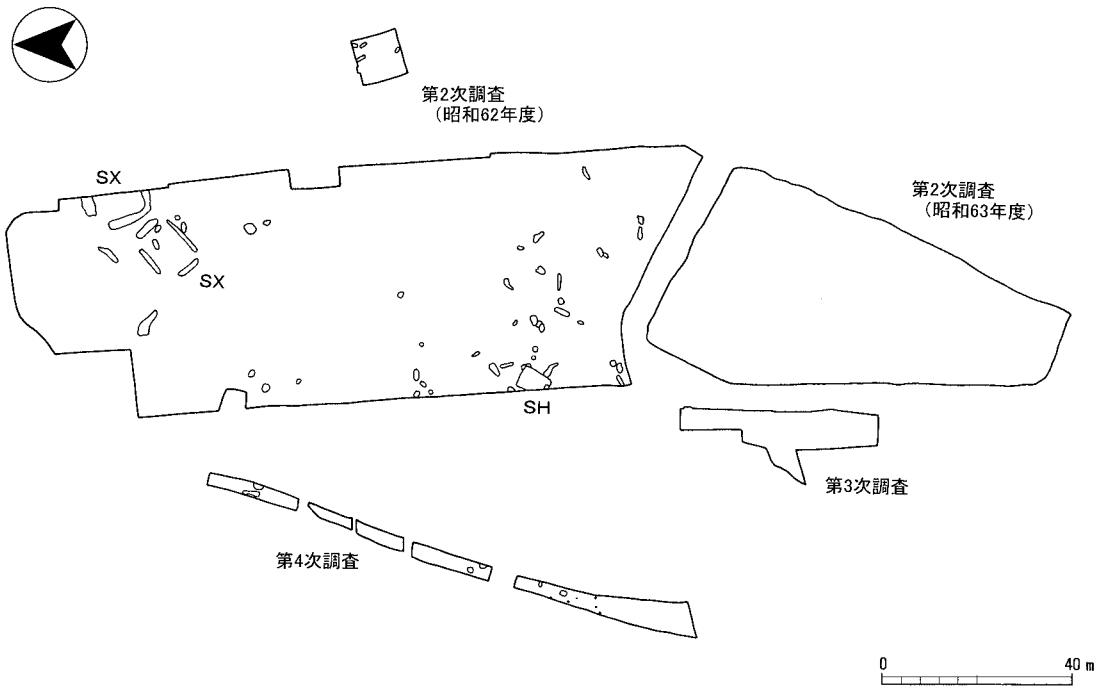 第2次調査
（昭和62年度）
SX
第2次調査
（昭和63年度）
SX
SH
第3次調査
第4次調査
0 40 m